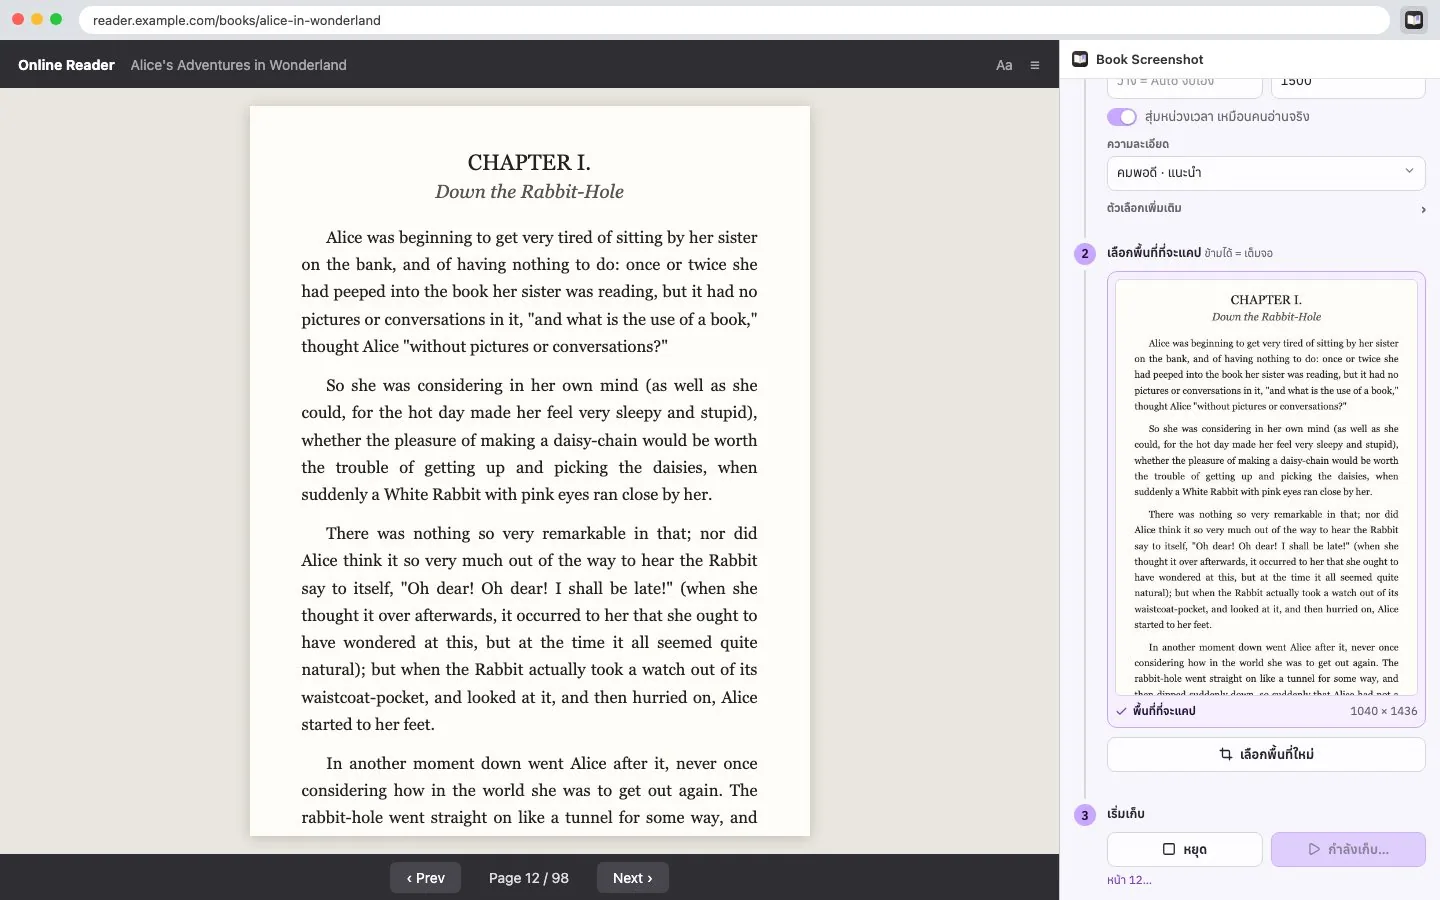 reader.example.com/books/alice-in-wonderland
Online Reader Alice's Adventures in Wonderland Aa ≡
CHAPTER I.
Down the Rabbit-Hole
Alice was beginning to get very tired of sitting by her sister
on the bank, and of having nothing to do: once or twice she
had peeped into the book her sister was reading, but it had no
pictures or conversations in it, "and what is the use of a book,"
thought Alice "without pictures or conversations?"
So she was considering in her own mind (as well as she
could, for the hot day made her feel very sleepy and stupid),
whether the pleasure of making a daisy-chain would be worth
the trouble of getting up and picking the daisies, when
suddenly a White Rabbit with pink eyes ran close by her.
There was nothing so very remarkable in that; nor did
Alice think it so very much out of the way to hear the Rabbit
say to itself, "Oh dear! Oh dear! I shall be late!" (when she
thought it over afterwards, it occurred to her that she ought to
have wondered at this, but at the time it all seemed quite
natural); but when the Rabbit actually took a watch out of its
waistcoat-pocket, and looked at it, and then hurried on, Alice
started to her feet.
In another moment down went Alice after it, never once
considering how in the world she was to get out again. The
rabbit-hole went straight on like a tunnel for some way, and
‹ Prev Page 12 / 98 Next ›
Book Screenshot
ว่าง = Auto จับเอง 1500
สุ่มหน่วงเวลา เหมือนคนอ่านจริง
ความละเอียด
คมพอดี · แนะนำ
ตัวเลือกเพิ่มเติม ›
2 เลือกพื้นที่ที่จะแคป ข้ามได้ = เต็มจอ
CHAPTER I.
Down the Rabbit-Hole
Alice was beginning to get very tired of sitting by her sister
on the bank, and of having nothing to do: once or twice she
had peeped into the book her sister was reading, but it had no
pictures or conversations in it, "and what is the use of a book,"
thought Alice "without pictures or conversations?"
So she was considering in her own mind (as well as she
could, for the hot day made her feel very sleepy and stupid),
whether the pleasure of making a daisy-chain would be worth
the trouble of getting up and picking the daisies, when
suddenly a White Rabbit with pink eyes ran close by her.
There was nothing so very remarkable in that; nor did
Alice think it so very much out of the way to hear the Rabbit
say to itself, "Oh dear! Oh dear! I shall be late!" (when she
thought it over afterwards, it occurred to her that she ought to
have wondered at this, but at the time it all seemed quite
natural); but when the Rabbit actually took a watch out of its
waistcoat-pocket, and looked at it, and then hurried on, Alice
started to her feet.
In another moment down went Alice after it, never once
considering how in the world she was to get out again. The
rabbit-hole went straight on like a tunnel for some way, and
then dipped suddenly down, so suddenly that Alice had not a
พื้นที่ที่จะแคป 1040 × 1436
เลือกพื้นที่ใหม่
3 เริ่มเก็บ
หยุด กำลังเก็บ...
หน้า 12...